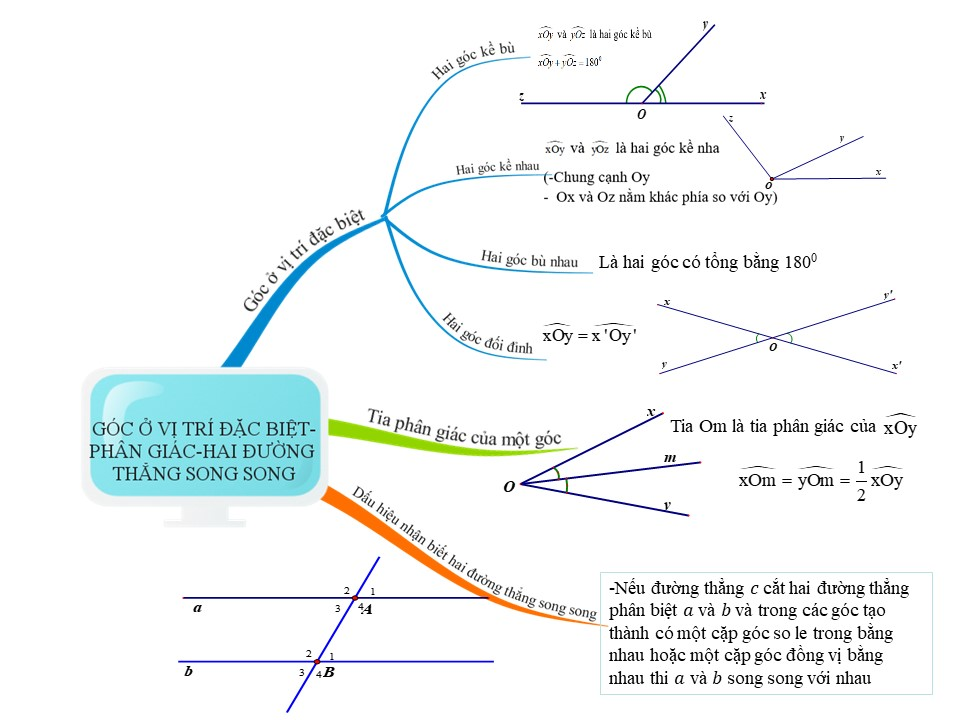 GÓC Ở VỊ TRÍ ĐẶC BIỆT-
PHÂN GIÁC-HAI ĐƯỜNG
THẲNG SONG SONG
Góc ở vị trí đặc biệt
Hai góc kề bù
xOy và yOz là hai góc kề bù
xOy + yOz = 180⁰
z
O
x
y
Hai góc kề nhau
xOy và yOz là hai góc kề nha
(-Chung cạnh Oy
- Ox và Oz nằm khác phía so với Oy)
z
y
O
x
Hai góc bù nhau
Là hai góc có tổng bằng 180⁰
Hai góc đối đỉnh
xOy = x'Oy'
x
y'
O
y
x'
Tia phân giác của một góc
x
m
O
y
Tia Om là tia phân giác của xOy
xOm = yOm = 1/2 xOy
Dấu hiệu nhận biết hai đường thẳng song song
a
2 1
3 4 A
b
2 1
3 4 B
-Nếu đường thẳng c cắt hai đường thẳng
phân biệt a và b và trong các góc tạo
thành có một cặp góc so le trong bằng
nhau hoặc một cặp góc đồng vị bằng
nhau thi a và b song song với nhau